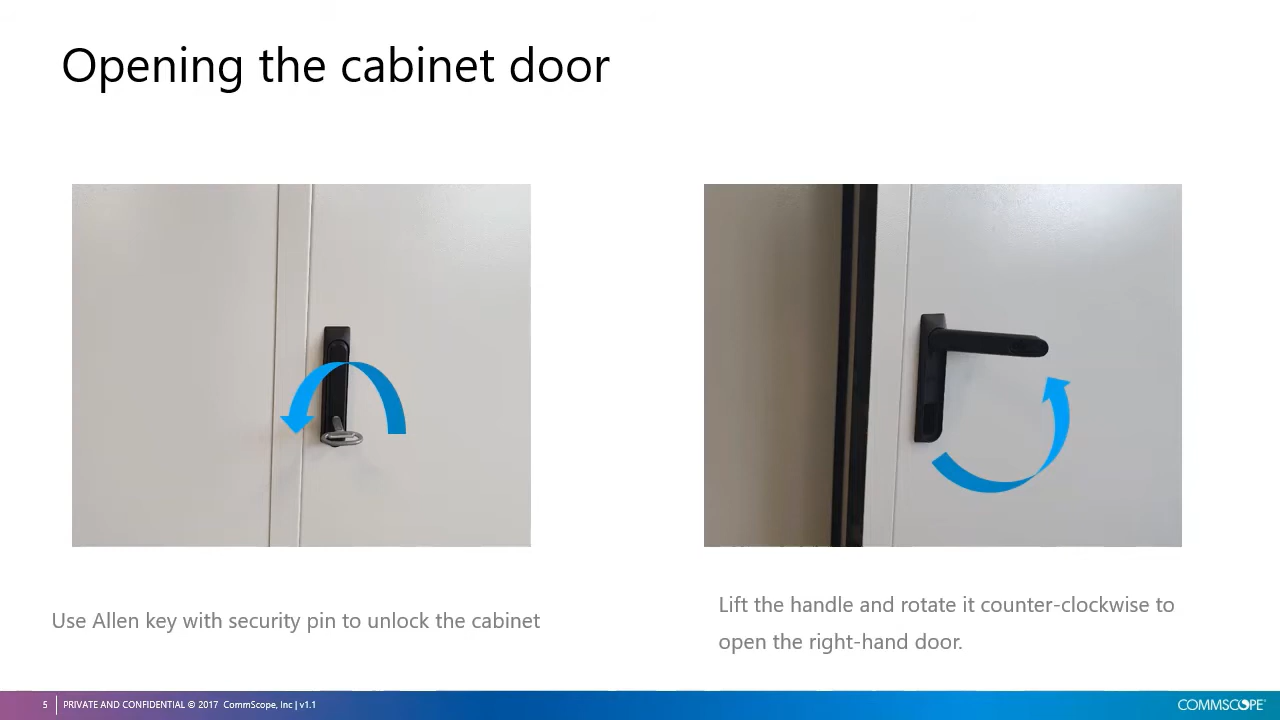 Opening the cabinet door
Use Allen key with security pin to unlock the cabinet
Lift the handle and rotate it counter-clockwise to
open the right-hand door.
5 PRIVATE AND CONFIDENTIAL © 2017 CommScope, Inc | v1.1
COMMSCOPE®